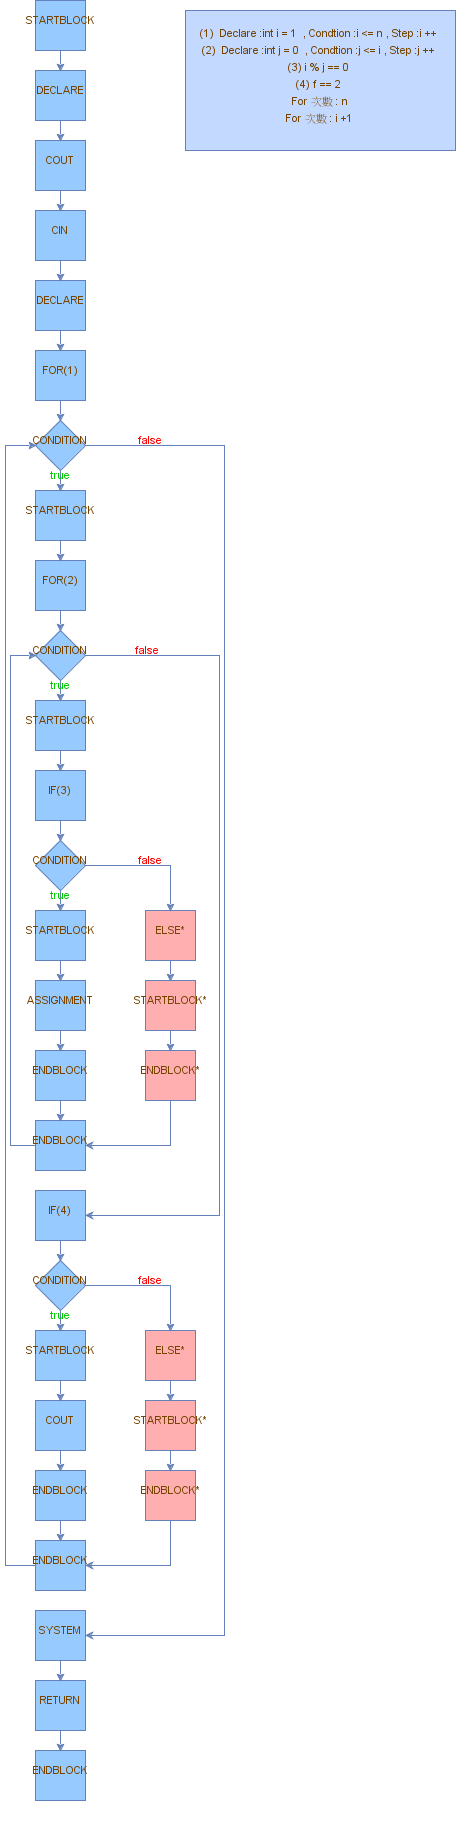 STARTBLOCK
(1)  Declare :int i = 1  , Condtion :i <= n , Step :i ++
(2)  Declare :int j = 0  , Condtion :j <= i , Step :j ++
(3) i % j == 0
(4) f == 2
For 次數 : n
For 次數 : i +1
DECLARE
COUT
CIN
DECLARE
FOR(1)
CONDITION
false
true
STARTBLOCK
FOR(2)
CONDITION
false
true
STARTBLOCK
IF(3)
CONDITION
false
true
STARTBLOCK
ELSE*
ASSIGNMENT
STARTBLOCK*
ENDBLOCK
ENDBLOCK*
ENDBLOCK
IF(4)
CONDITION
false
true
STARTBLOCK
ELSE*
COUT
STARTBLOCK*
ENDBLOCK
ENDBLOCK*
ENDBLOCK
SYSTEM
RETURN
ENDBLOCK